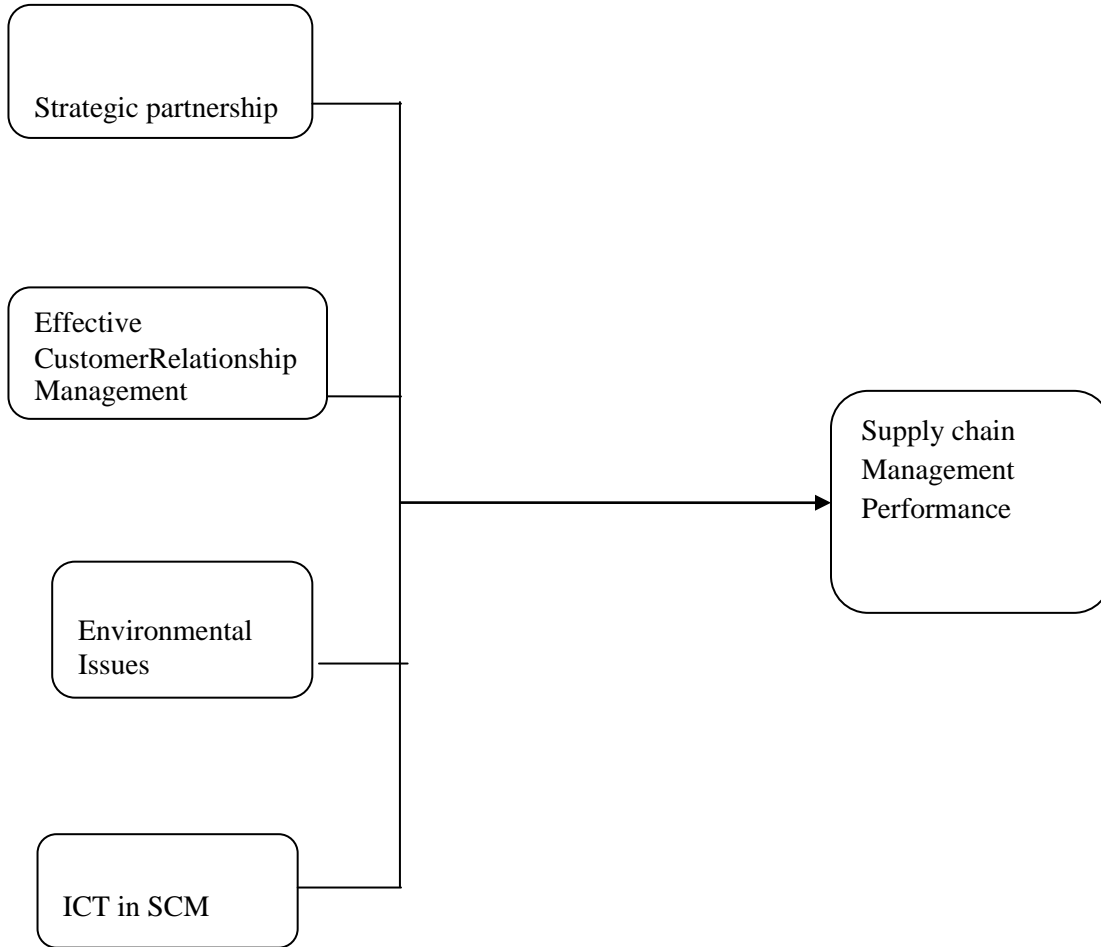 Strategic partnership
Effective
CustomerRelationship
Management
Supply chain
Management
Performance
Environmental
Issues
ICT in SCM